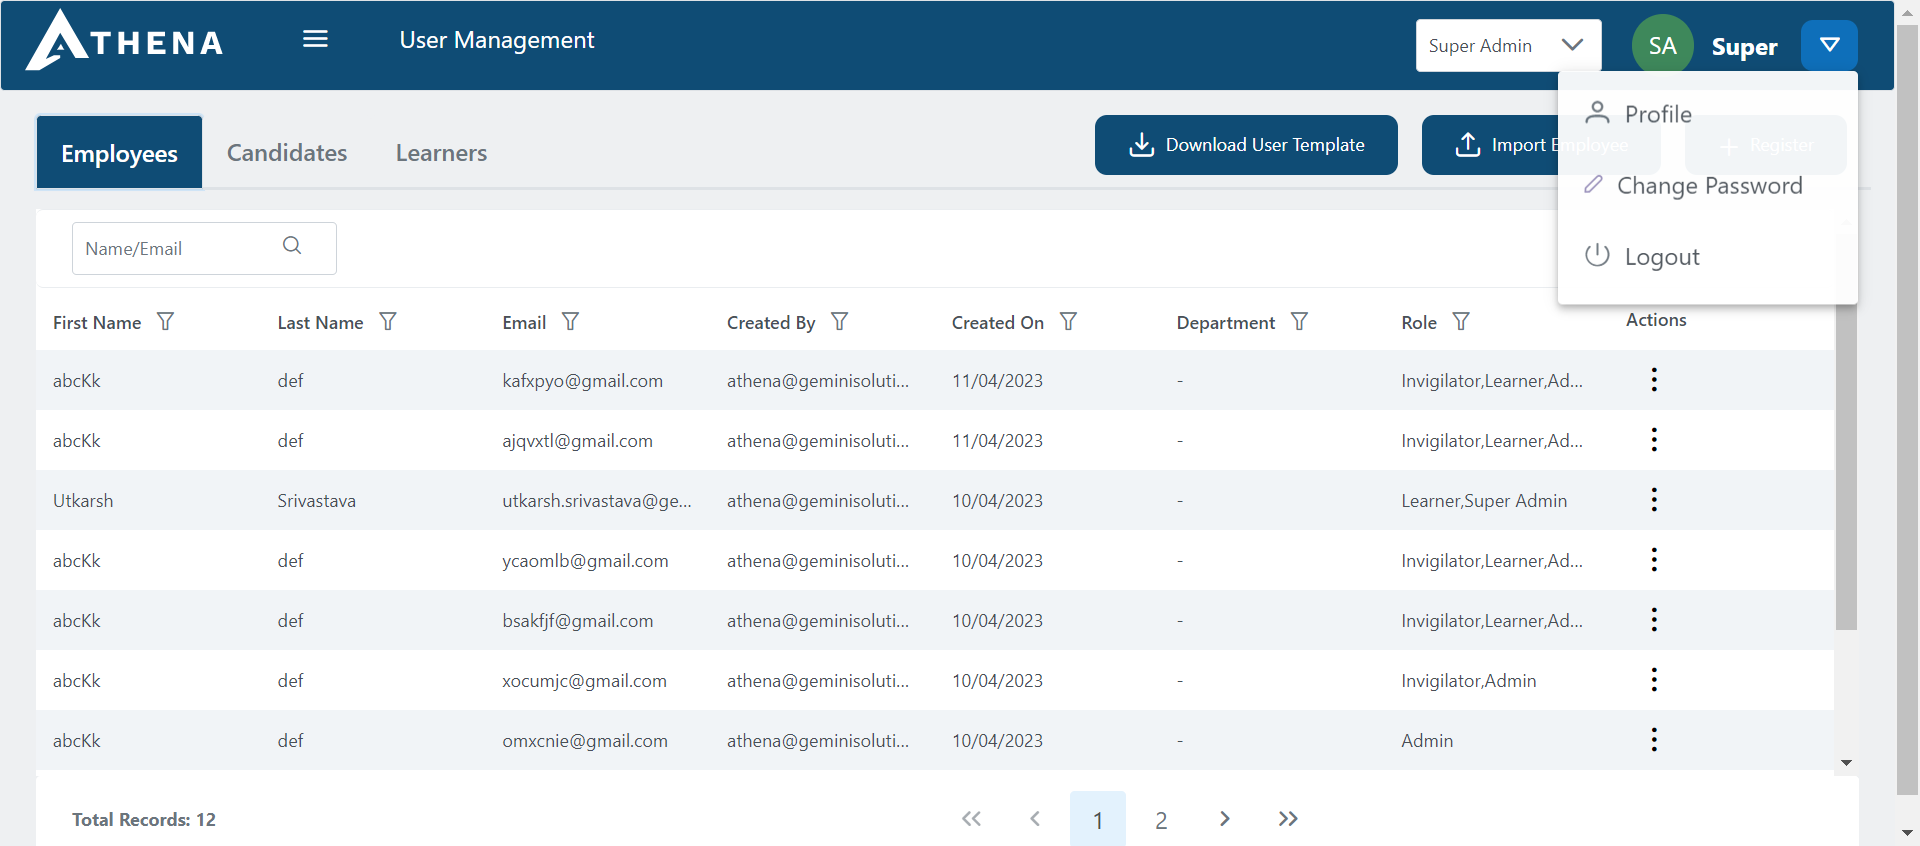 ATHENA
User Management
Super Admin
SA
Super
Profile
Change Password
Logout
Employees
Candidates
Learners
Download User Template
Import Employee
Register
Name/Email
First Name
Last Name
Email
Created By
Created On
Department
Role
Actions
abcKk def kafxpyo@gmail.com athena@geminisoluti... 11/04/2023 - Invigilator,Learner,Ad...
abcKk def ajqvxtl@gmail.com athena@geminisoluti... 11/04/2023 - Invigilator,Learner,Ad...
Utkarsh Srivastava utkarsh.srivastava@ge... athena@geminisoluti... 10/04/2023 - Learner,Super Admin
abcKk def ycaomlb@gmail.com athena@geminisoluti... 10/04/2023 - Invigilator,Learner,Ad...
abcKk def bsakfjf@gmail.com athena@geminisoluti... 10/04/2023 - Invigilator,Learner,Ad...
abcKk def xocumjc@gmail.com athena@geminisoluti... 10/04/2023 - Invigilator,Admin
abcKk def omxcnie@gmail.com athena@geminisoluti... 10/04/2023 - Admin
Total Records: 12
1 2